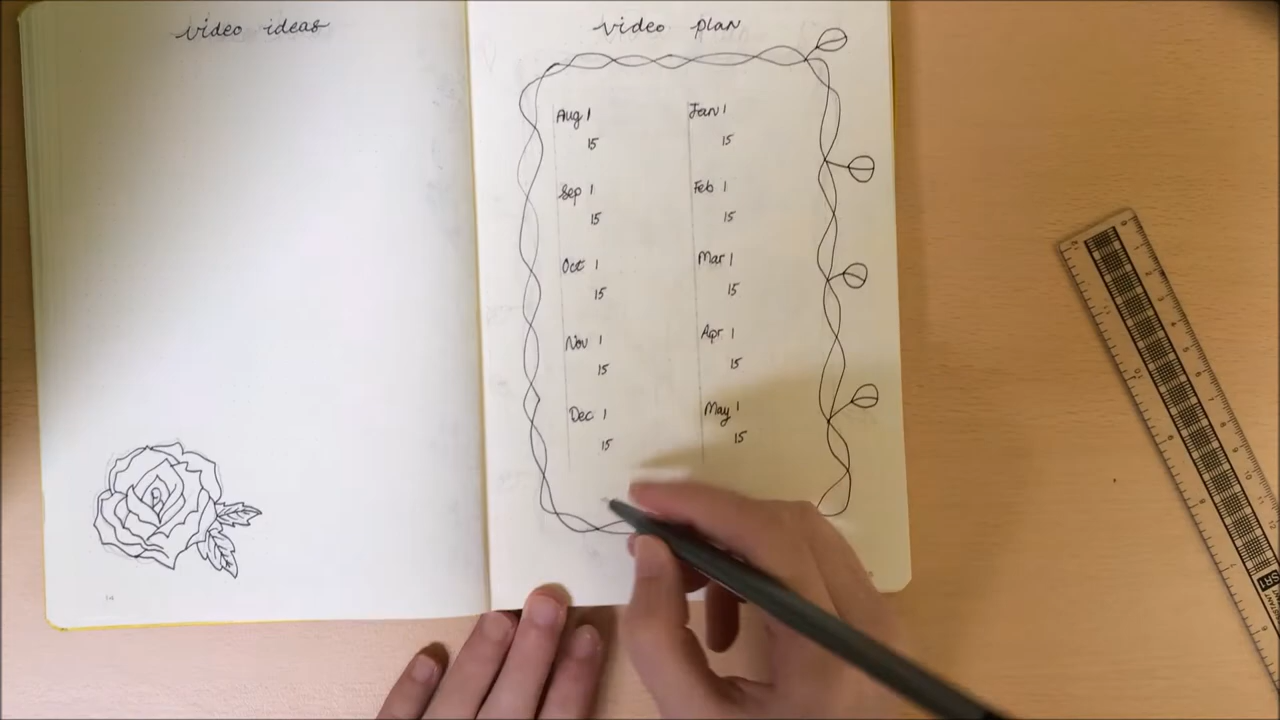 video ideas
video plan
Aug 1
15
Sep 1
15
Oct 1
15
Nov 1
15
Dec 1
15
Jan 1
15
Feb 1
15
Mar 1
15
Apr 1
15
May 1
15
SR1